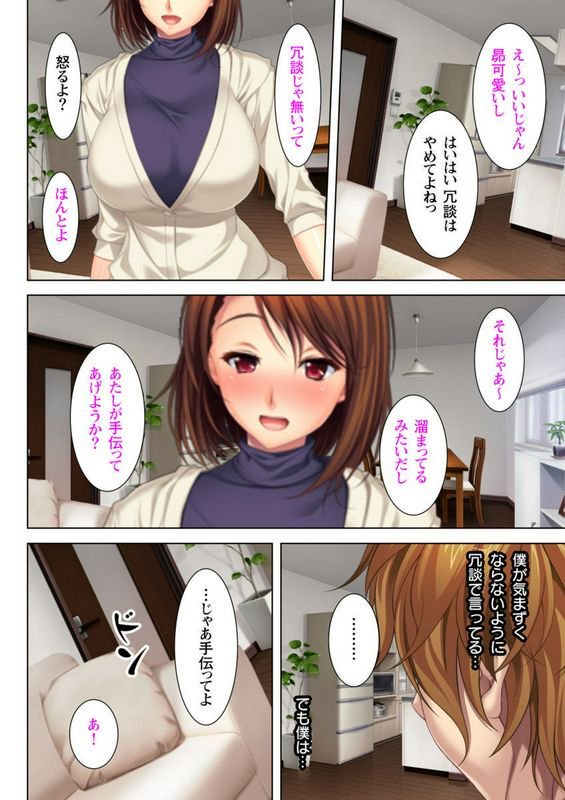 え～っいいじゃん
昴可愛いし
はいはい 冗談は
やめてよねっ
冗談じゃ無いって
怒るよ?
ほんとよ
それじゃあ～
溜まってる
みたいだし
あたしが手伝って
あげようか?
僕が気まずく
ならないように
冗談で言ってる…
………
でも僕は…
…じゃあ手伝ってよ
ドン
あ!